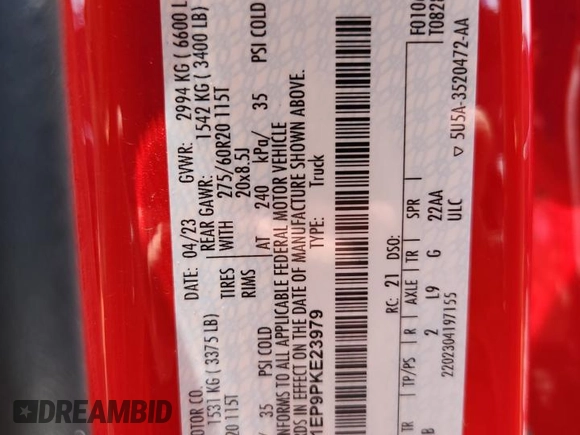 OTOR CO.
DATE: 04/23 GVWR: 2994 KG ( 6600 L
1531 KG ( 3375 LB) REAR GAWR: 1542 KG ( 3400 LB)
20 115T TIRES WITH 275/60R20 115T
RIMS 20x8.5J
/ 35 PSI COLD AT 240 kPa/ 35 PSI COLD
NFORMS TO ALL APPLICABLE FEDERAL MOTOR VEHICLE
RDS IN EFFECT ON THE DATE OF MANUFACTURE SHOWN ABOVE.
1EP9PKE23979 TYPE: Truck
F010
T082
RC: 21 DSO:
TR TP/PS R AXLE TR SPR
B 2 L9 G 22AA
ULC
2202304197155
▽ 5U5A-3520472-AA
DREAMBID